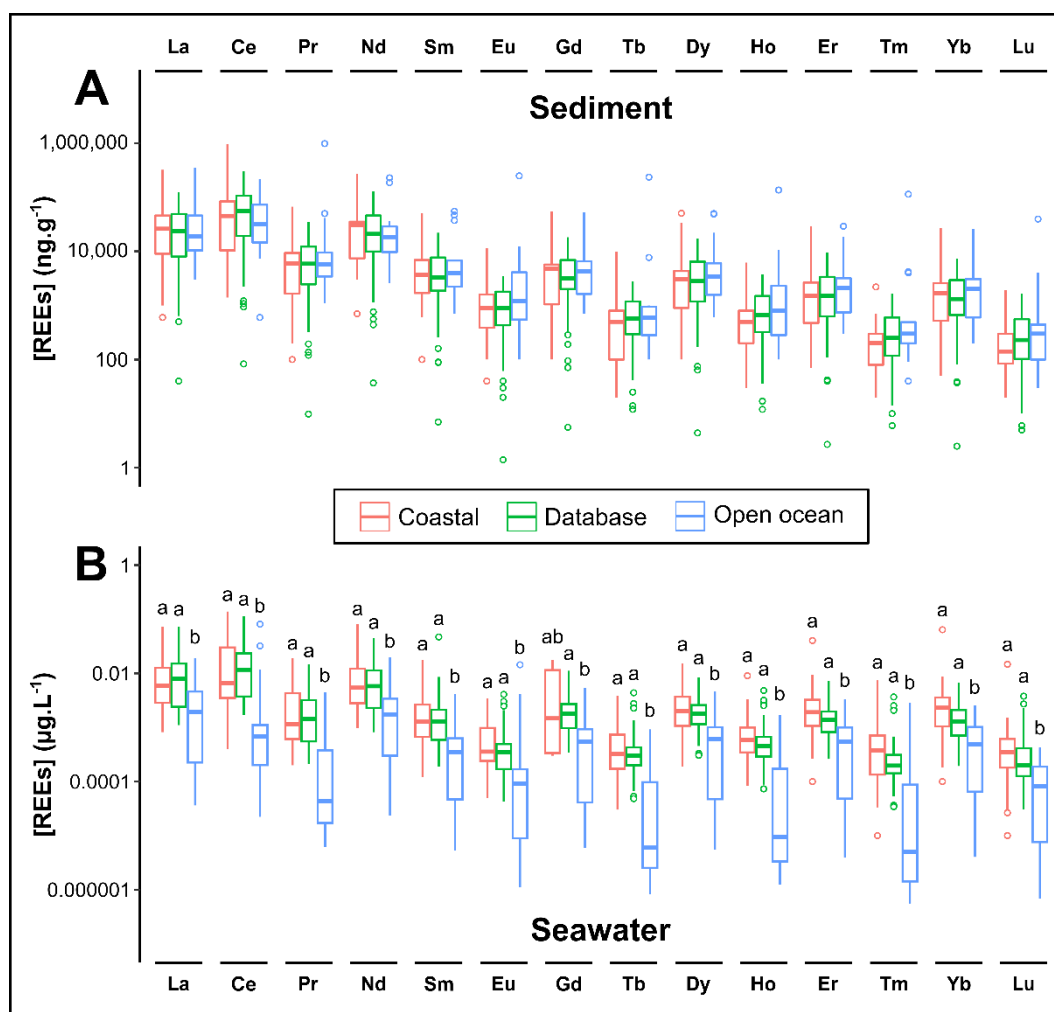 La Ce Pr Nd Sm Eu Gd Tb Dy Ho Er Tm Yb Lu
A
Sediment
[REEs] (ng.g-1)
1,000,000
10,000
100
1
Coastal Database Open ocean
B
[REEs] (µg.L-1)
1
0.01
0.0001
0.000001
a a b a a b a a b a a b a a b a a b ab a b a a b a a b a a b a a b a a b a a b a a b
Seawater
La Ce Pr Nd Sm Eu Gd Tb Dy Ho Er Tm Yb Lu